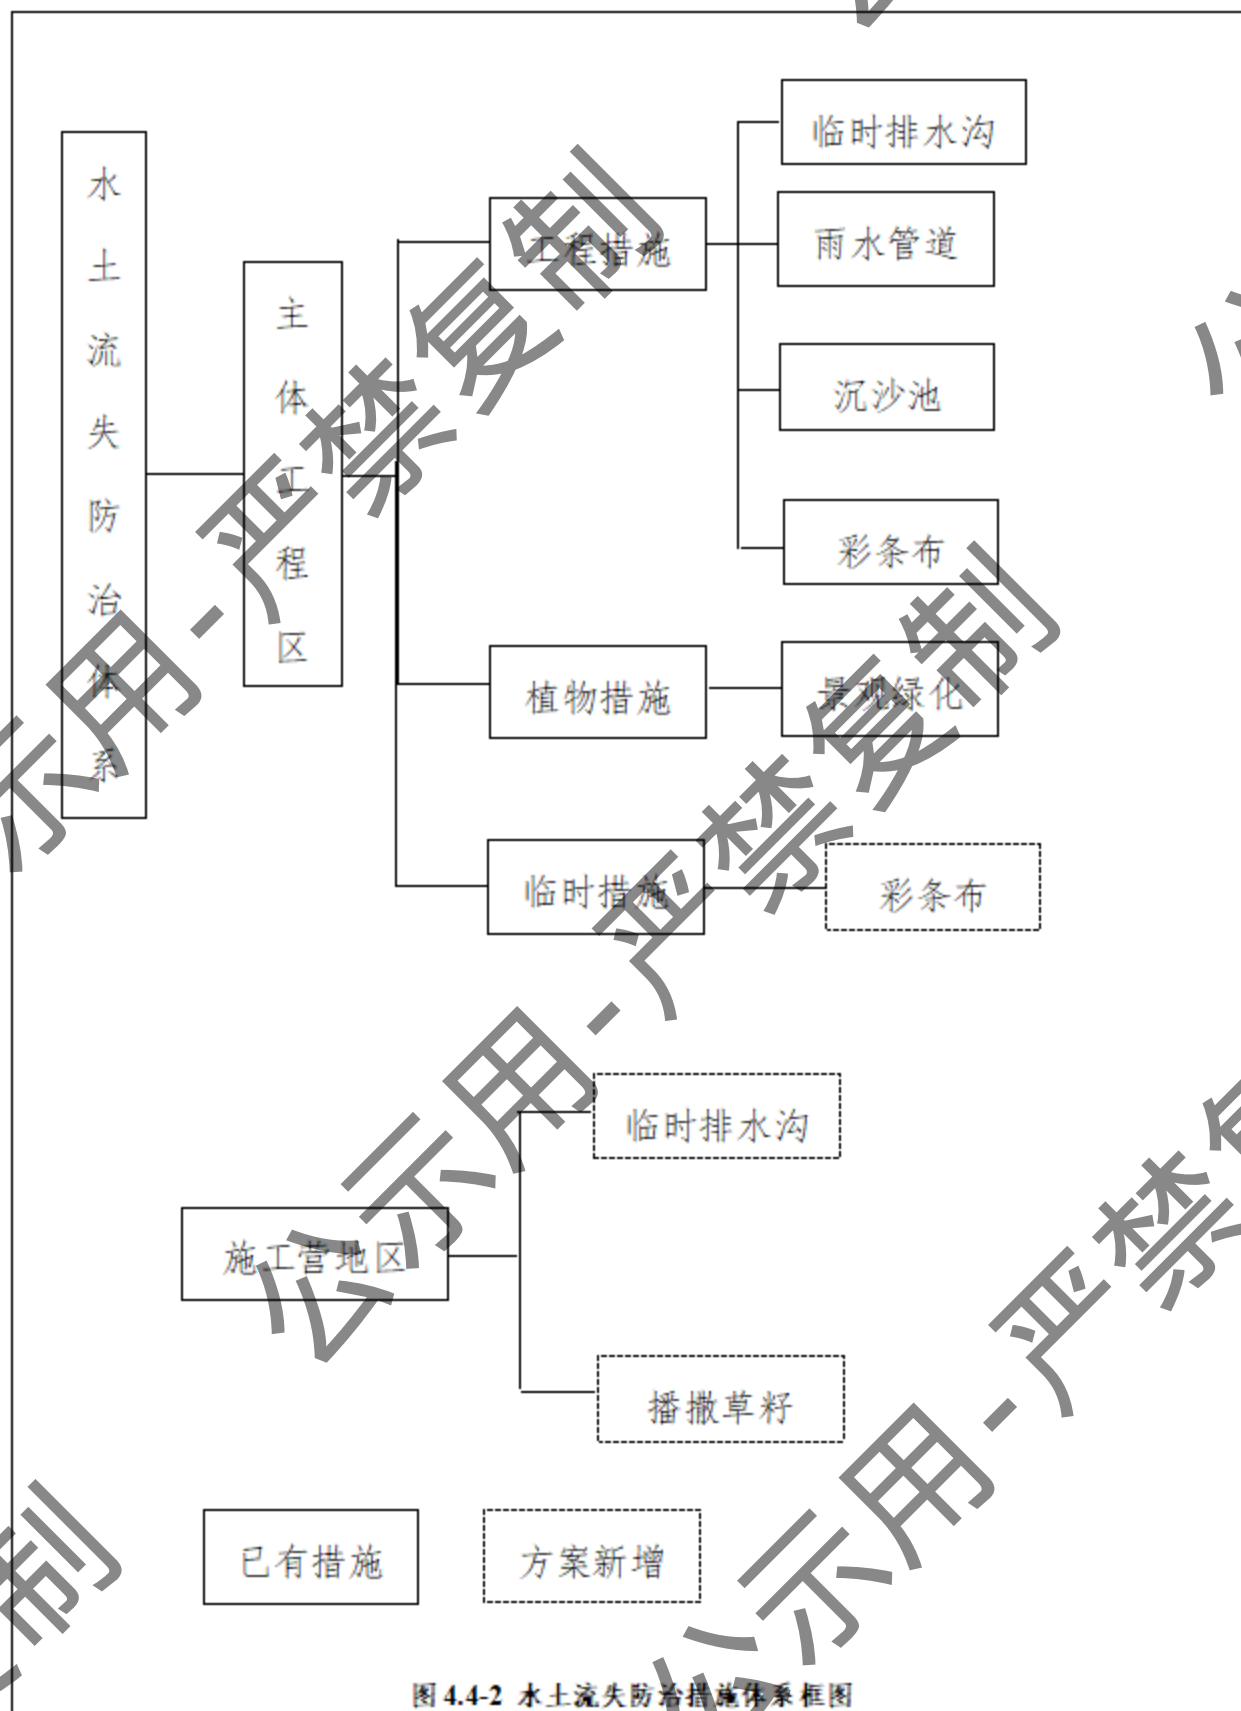 水土流失防治体系
主体工程区
工程措施
临时排水沟
雨水管道
沉沙池
彩条布
植物措施
景观绿化
临时措施
彩条布
施工营地区
临时排水沟
播撒草籽
已有措施
方案新增
图 4.4-2 水土流失防治措施体系框图
公示用-严禁复制
公示用-严禁复制
公示用-严禁复
制
公